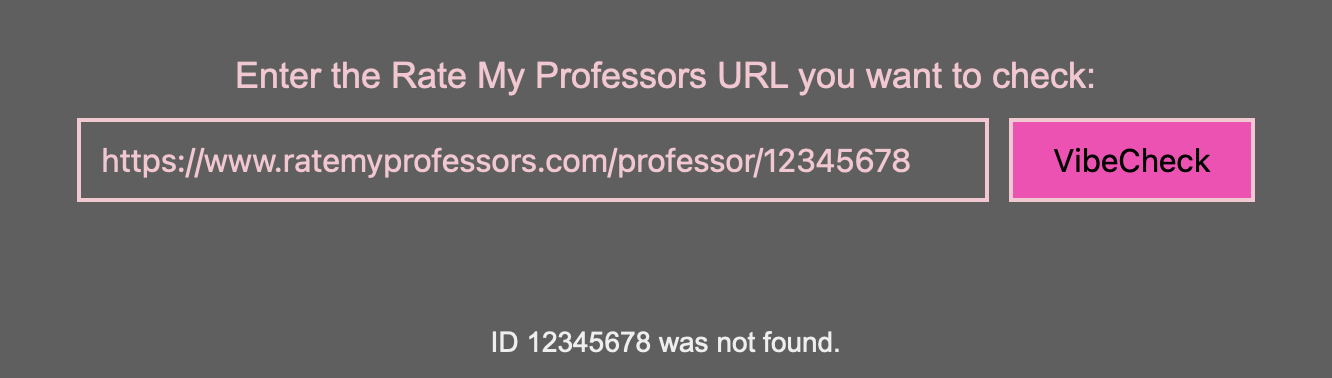 Enter the Rate My Professors URL you want to check:
https://www.ratemyprofessors.com/professor/12345678
VibeCheck
ID 12345678 was not found.